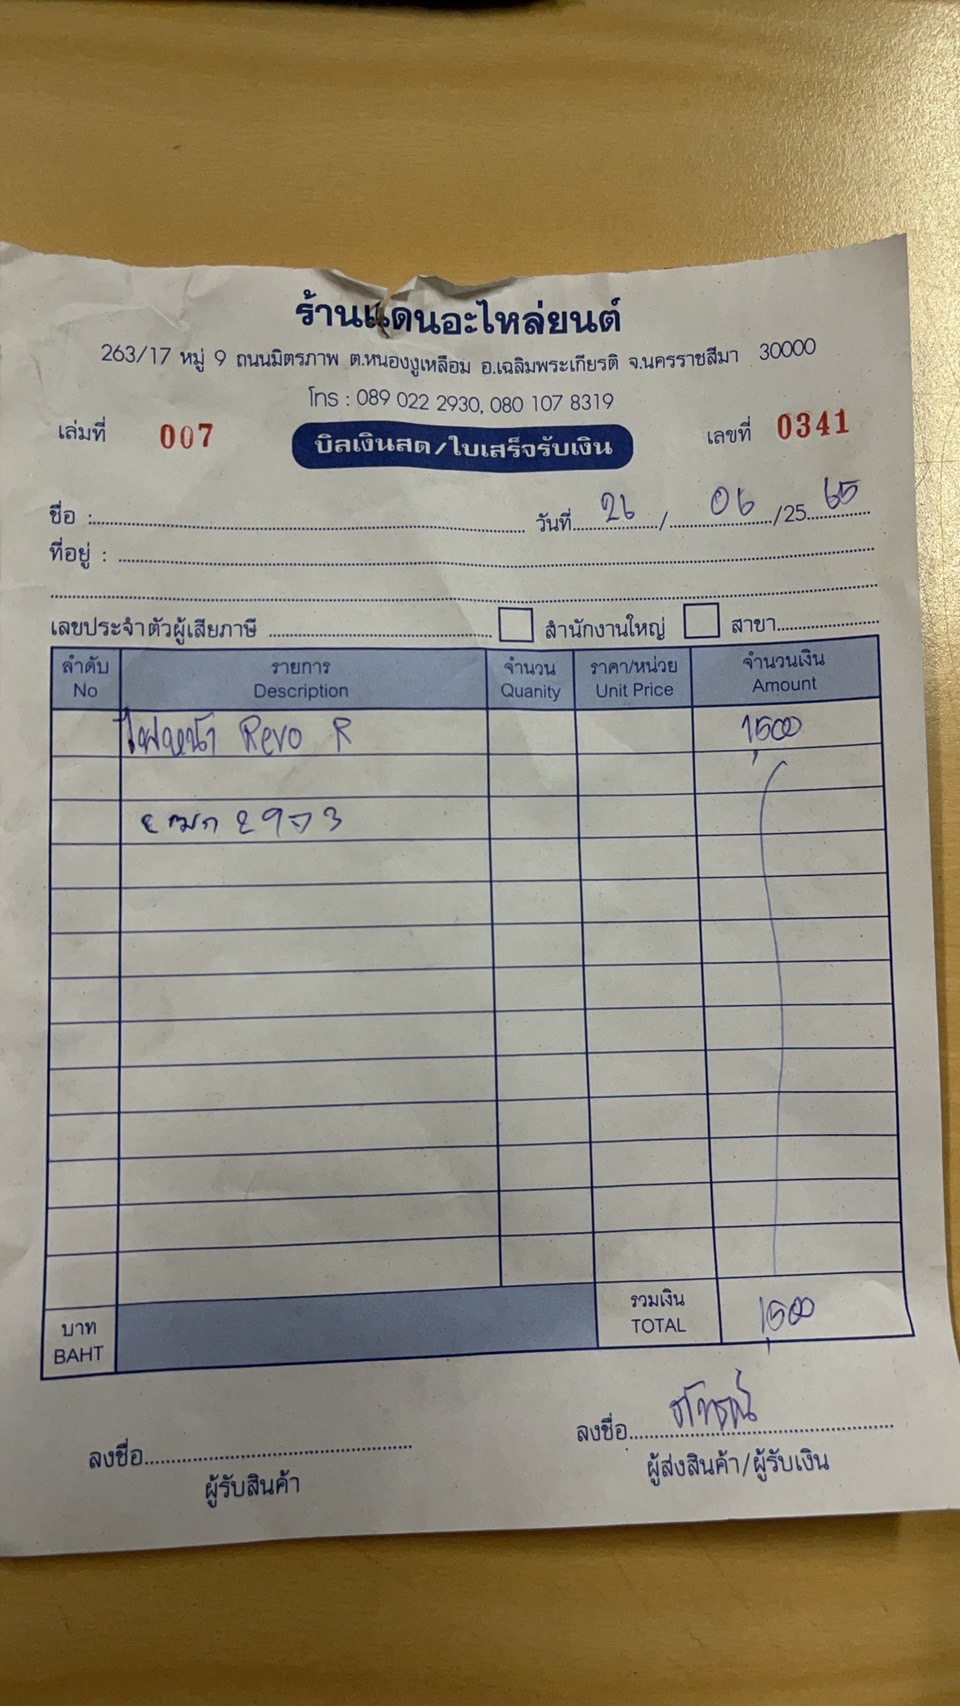 ร้านแดนอะไหล่ยนต์
263/17 หมู่ 9 ถนนมิตรภาพ ต.หนองงูเหลือม อ.เฉลิมพระเกียรติ จ.นครราชสีมา 30000
โทร : 089 022 2930, 080 107 8319
เล่มที่ 007 บิลเงินสด/ใบเสร็จรับเงิน เลขที่ 0341
ชื่อ : วันที่ 26 / 06 /25 65
ที่อยู่ :
เลขประจำตัวผู้เสียภาษี สำนักงานใหญ่ สาขา
ลำดับ รายการ จำนวน ราคา/หน่วย จำนวนเงิน
No Description Quanity Unit Price Amount
ไฟหน้า Revo R 1,500
รวมเงิน
บาท TOTAL 1,500
BAHT
ลงชื่อ ลงชื่อ
ผู้รับสินค้า ผู้ส่งสินค้า/ผู้รับเงิน